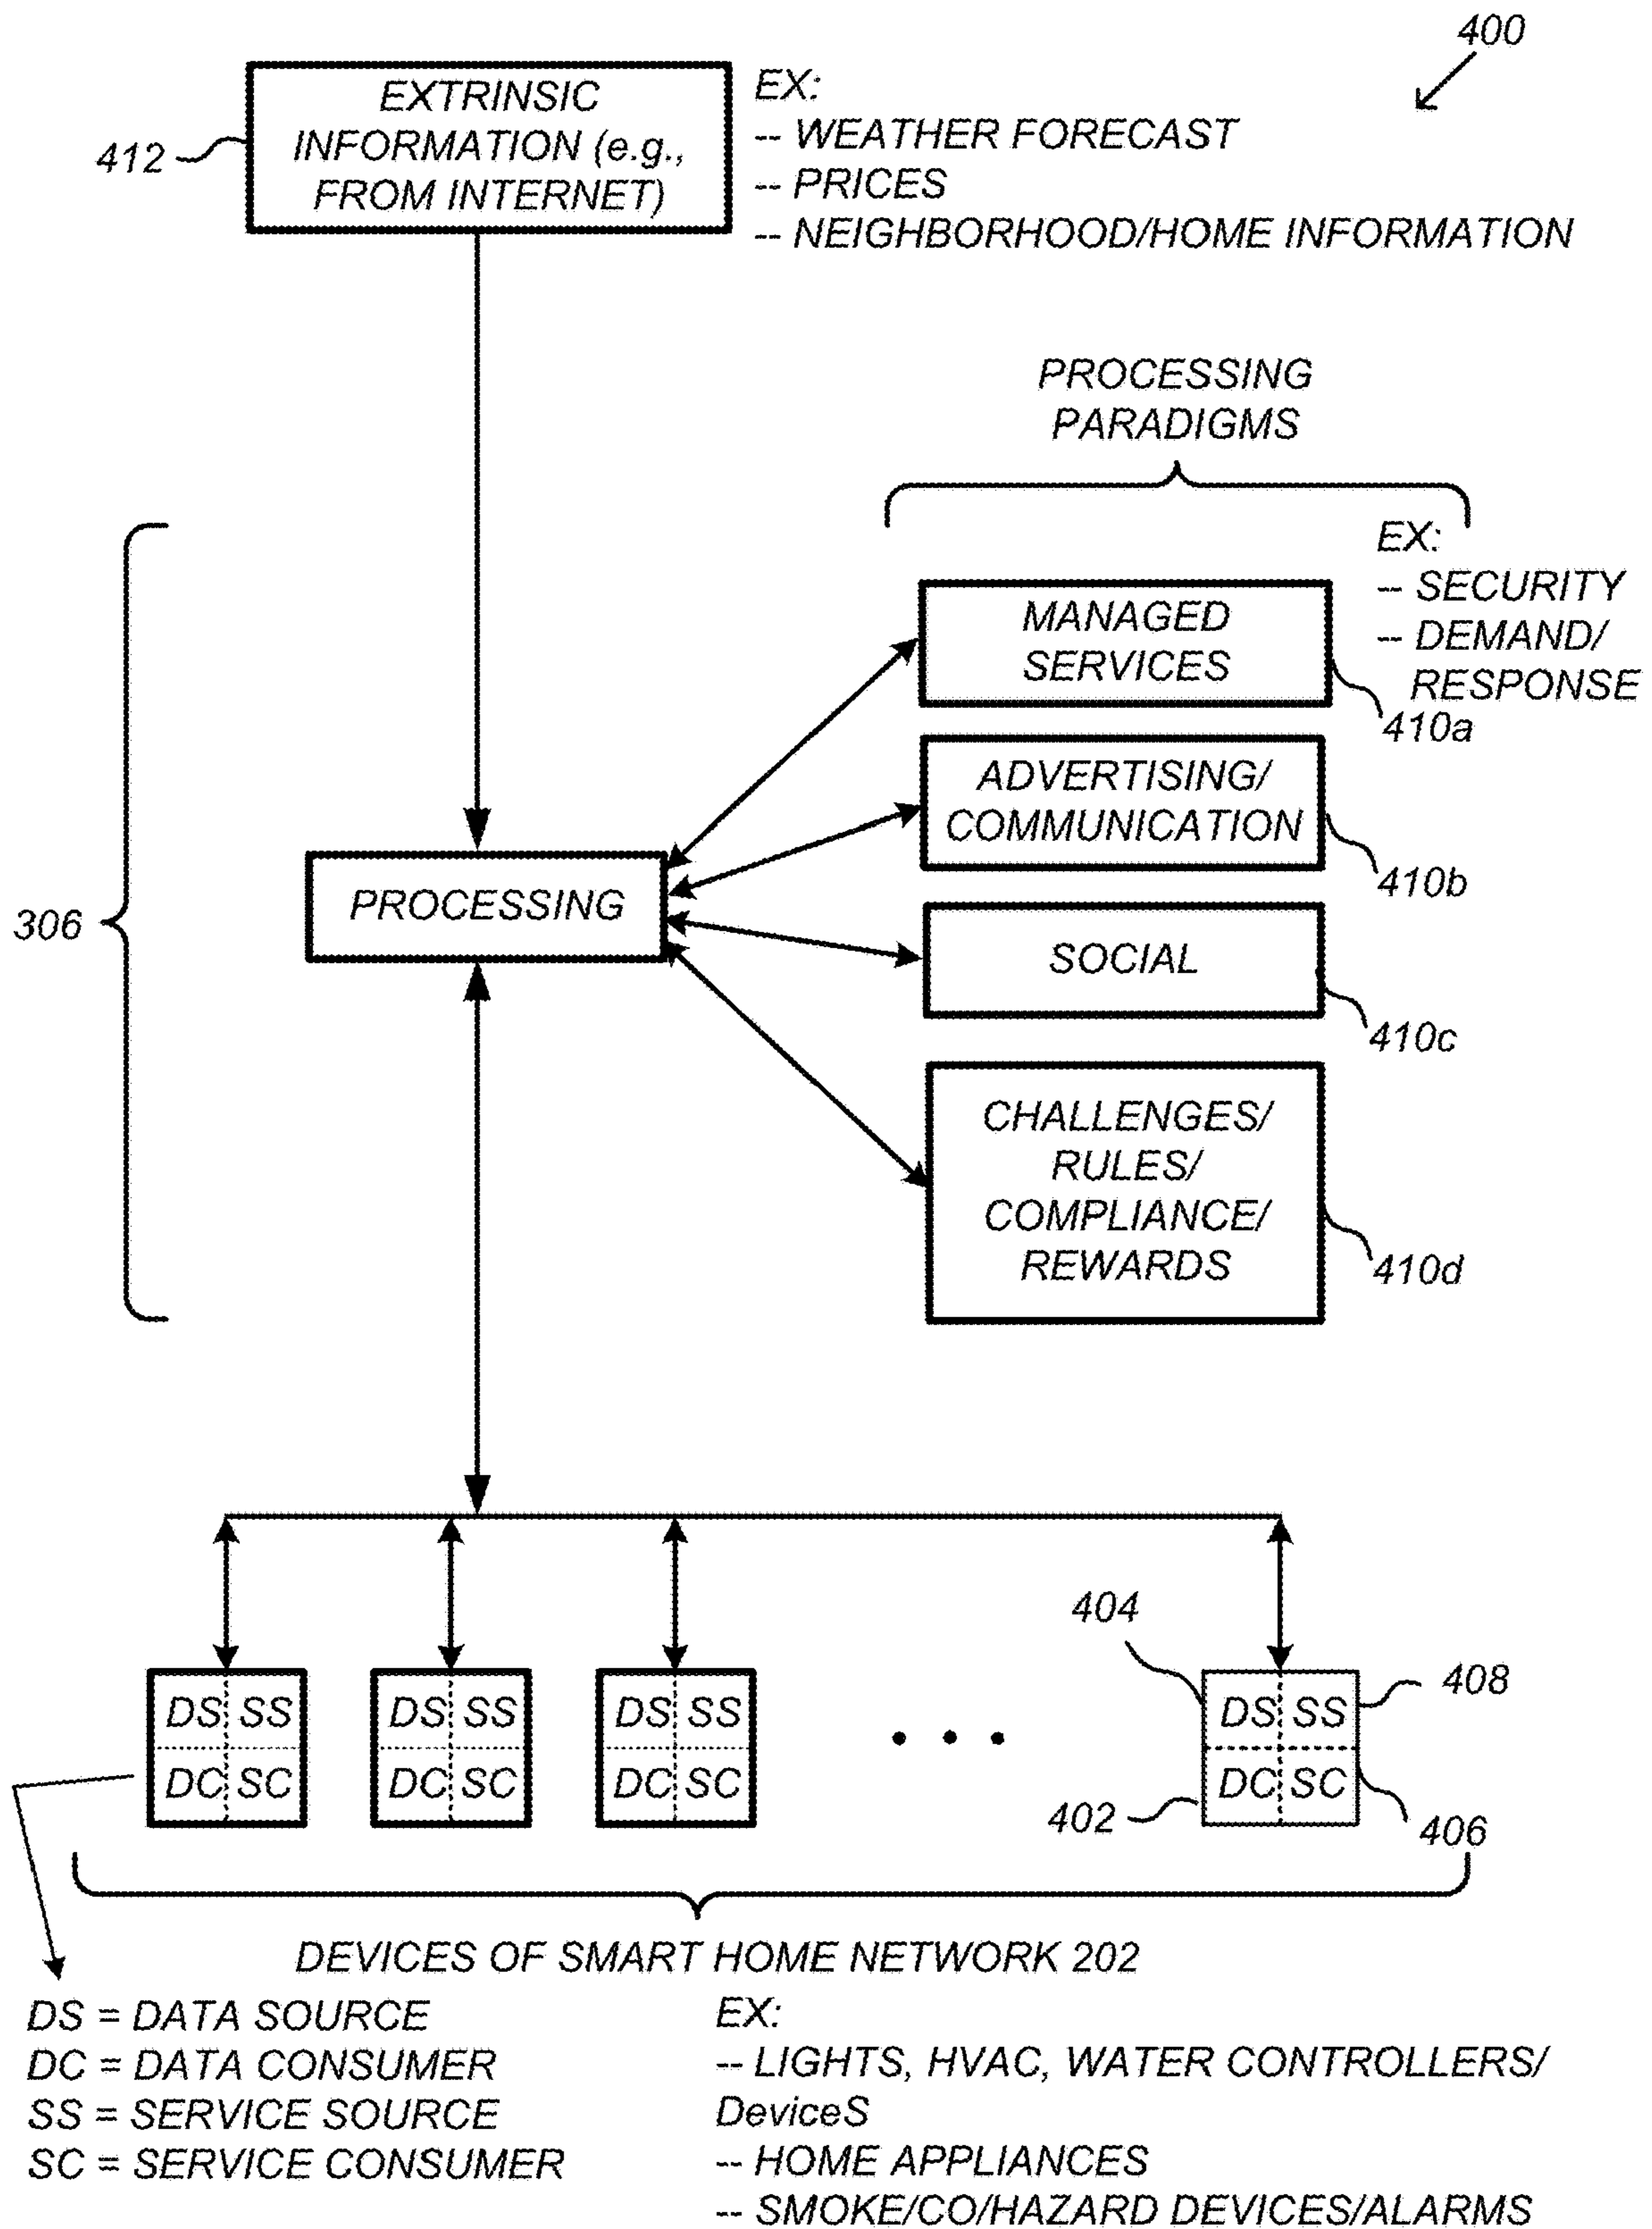 400
EXTRINSIC
INFORMATION (e.g.,
FROM INTERNET)
412
EX:
-- WEATHER FORECAST
-- PRICES
-- NEIGHBORHOOD/HOME INFORMATION
PROCESSING
PARADIGMS
EX:
-- SECURITY
-- DEMAND/
RESPONSE
MANAGED
SERVICES
410a
ADVERTISING/
COMMUNICATION
410b
306
PROCESSING
SOCIAL
410c
CHALLENGES/
RULES/
COMPLIANCE/
REWARDS
410d
404
408
DS SS
DC SC
DS SS
DC SC
DS SS
DC SC
DS SS
DC SC
402
406
DEVICES OF SMART HOME NETWORK 202
DS = DATA SOURCE
DC = DATA CONSUMER
SS = SERVICE SOURCE
SC = SERVICE CONSUMER
EX:
-- LIGHTS, HVAC, WATER CONTROLLERS/
DeviceS
-- HOME APPLIANCES
-- SMOKE/CO/HAZARD DEVICES/ALARMS